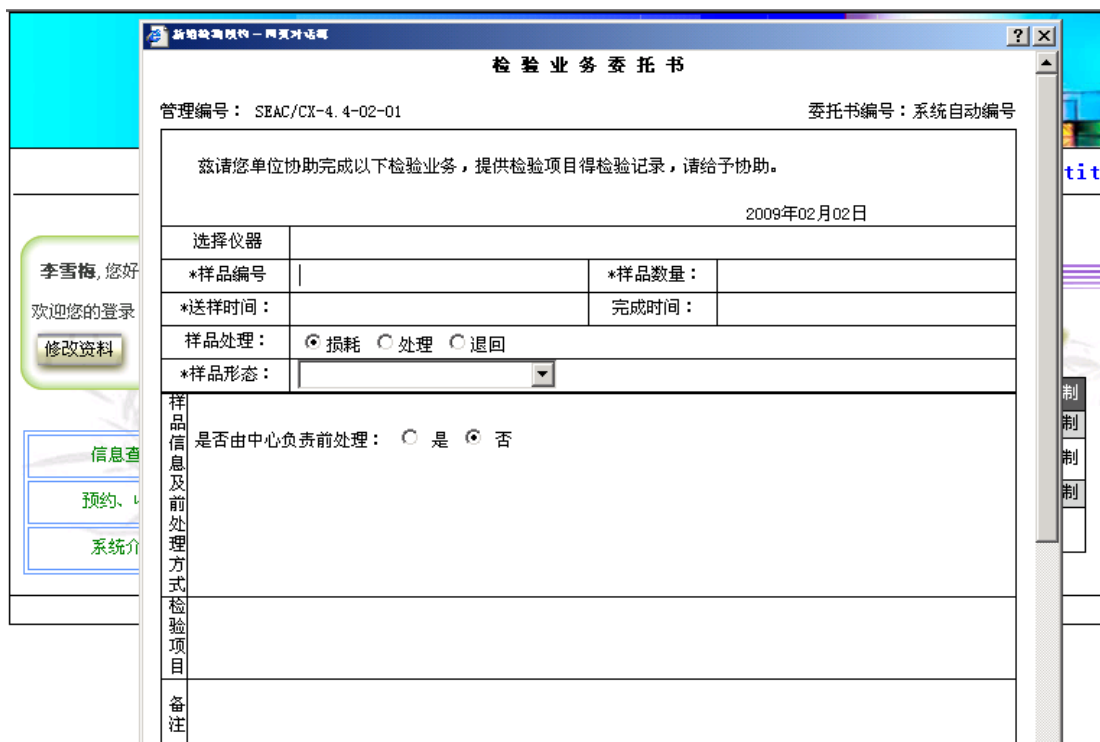 新增检测预约 -- 网页对话框
检 验 业 务 委 托 书
管理编号： SEAC/CX-4.4-02-01
委托书编号：系统自动编号
兹请您单位协助完成以下检验业务，提供检验项目得检验记录，请给予协助。
2009年02月02日
tit
选择仪器
*样品编号
*样品数量：
*送样时间：
完成时间：
样品处理：
损耗 处理 退回
*样品形态：
样品信息及前处理方式
是否由中心负责前处理： 是 否
检验项目
备注
李雪梅, 您好
欢迎您的登录
修改资料
信息查
预约、
系统介
制
制
制
制